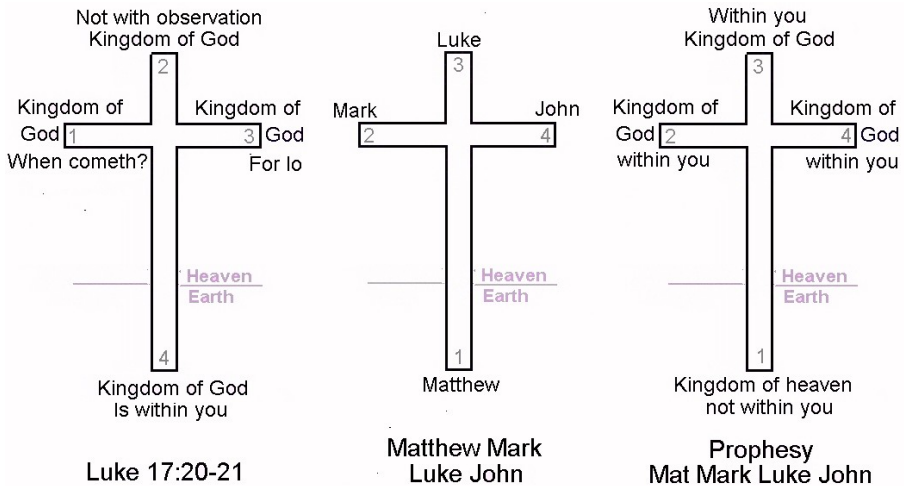 Not with observation
Kingdom of God
2
Kingdom of
God 1
When cometh?
Kingdom of
3 God
For lo
Heaven
Earth
4
Kingdom of God
Is within you
Luke 17:20-21
Luke
3
Mark
2
John
4
Heaven
Earth
1
Matthew
Matthew Mark
Luke John
Within you
Kingdom of God
3
Kingdom of
God 2
within you
Kingdom of
4 God
within you
Heaven
Earth
1
Kingdom of heaven
not within you
Prophesy
Mat Mark Luke John